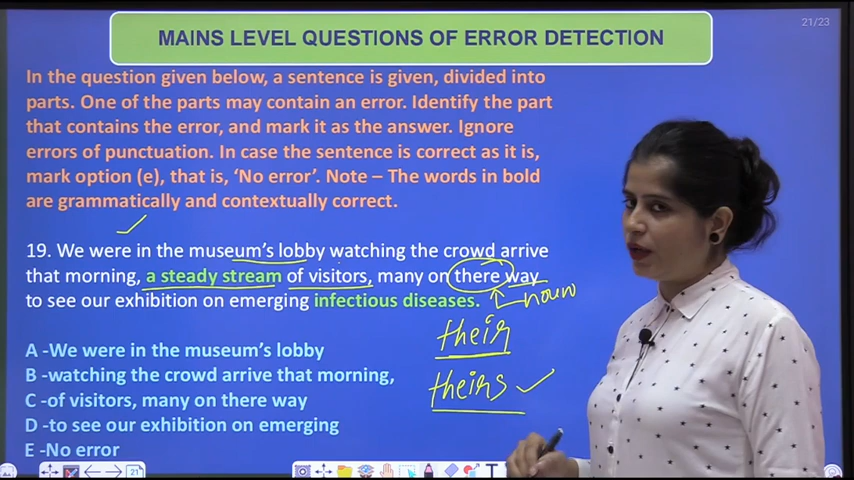 21/23
MAINS LEVEL QUESTIONS OF ERROR DETECTION
In the question given below, a sentence is given, divided into
parts. One of the parts may contain an error. Identify the part
that contains the error, and mark it as the answer. Ignore
errors of punctuation. In case the sentence is correct as it is,
mark option (e), that is, ‘No error’. Note – The words in bold
are grammatically and contextually correct.
19. We were in the museum’s lobby watching the crowd arrive
that morning, a steady stream of visitors, many on there way
to see our exhibition on emerging infectious diseases.
noun
their
theirs
A -We were in the museum’s lobby
B -watching the crowd arrive that morning,
C -of visitors, many on there way
D -to see our exhibition on emerging
E -No error
21
T